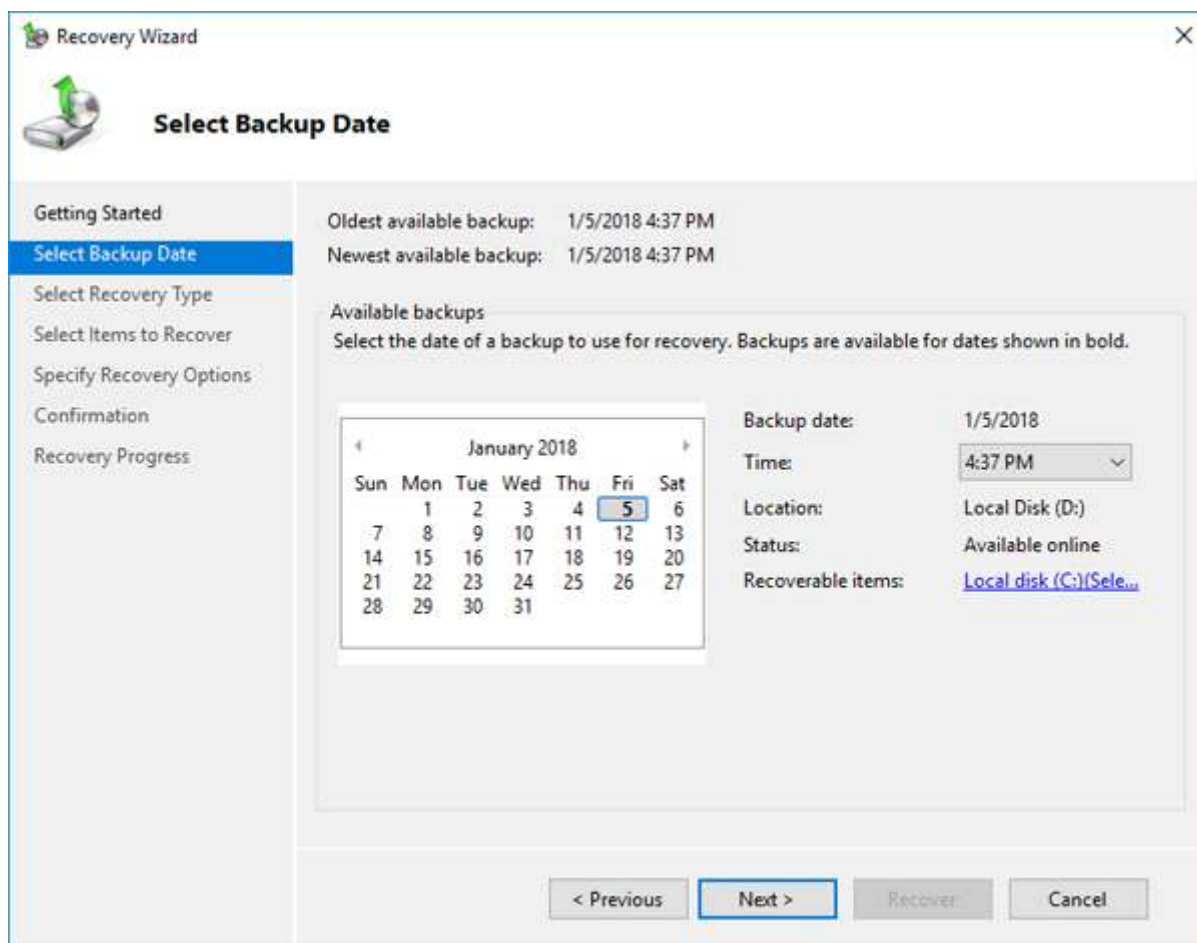 Recovery Wizard
Select Backup Date
Getting Started
Select Backup Date
Select Recovery Type
Select Items to Recover
Specify Recovery Options
Confirmation
Recovery Progress
Oldest available backup: 1/5/2018 4:37 PM
Newest available backup: 1/5/2018 4:37 PM
Available backups
Select the date of a backup to use for recovery. Backups are available for dates shown in bold.
January 2018
Sun Mon Tue Wed Thu Fri Sat
1 2 3 4 5 6
7 8 9 10 11 12 13
14 15 16 17 18 19 20
21 22 23 24 25 26 27
28 29 30 31
Backup date: 1/5/2018
Time: 4:37 PM
Location: Local Disk (D:)
Status: Available online
Recoverable items: Local disk (C:)(Sele...
< Previous
Next >
Recover
Cancel